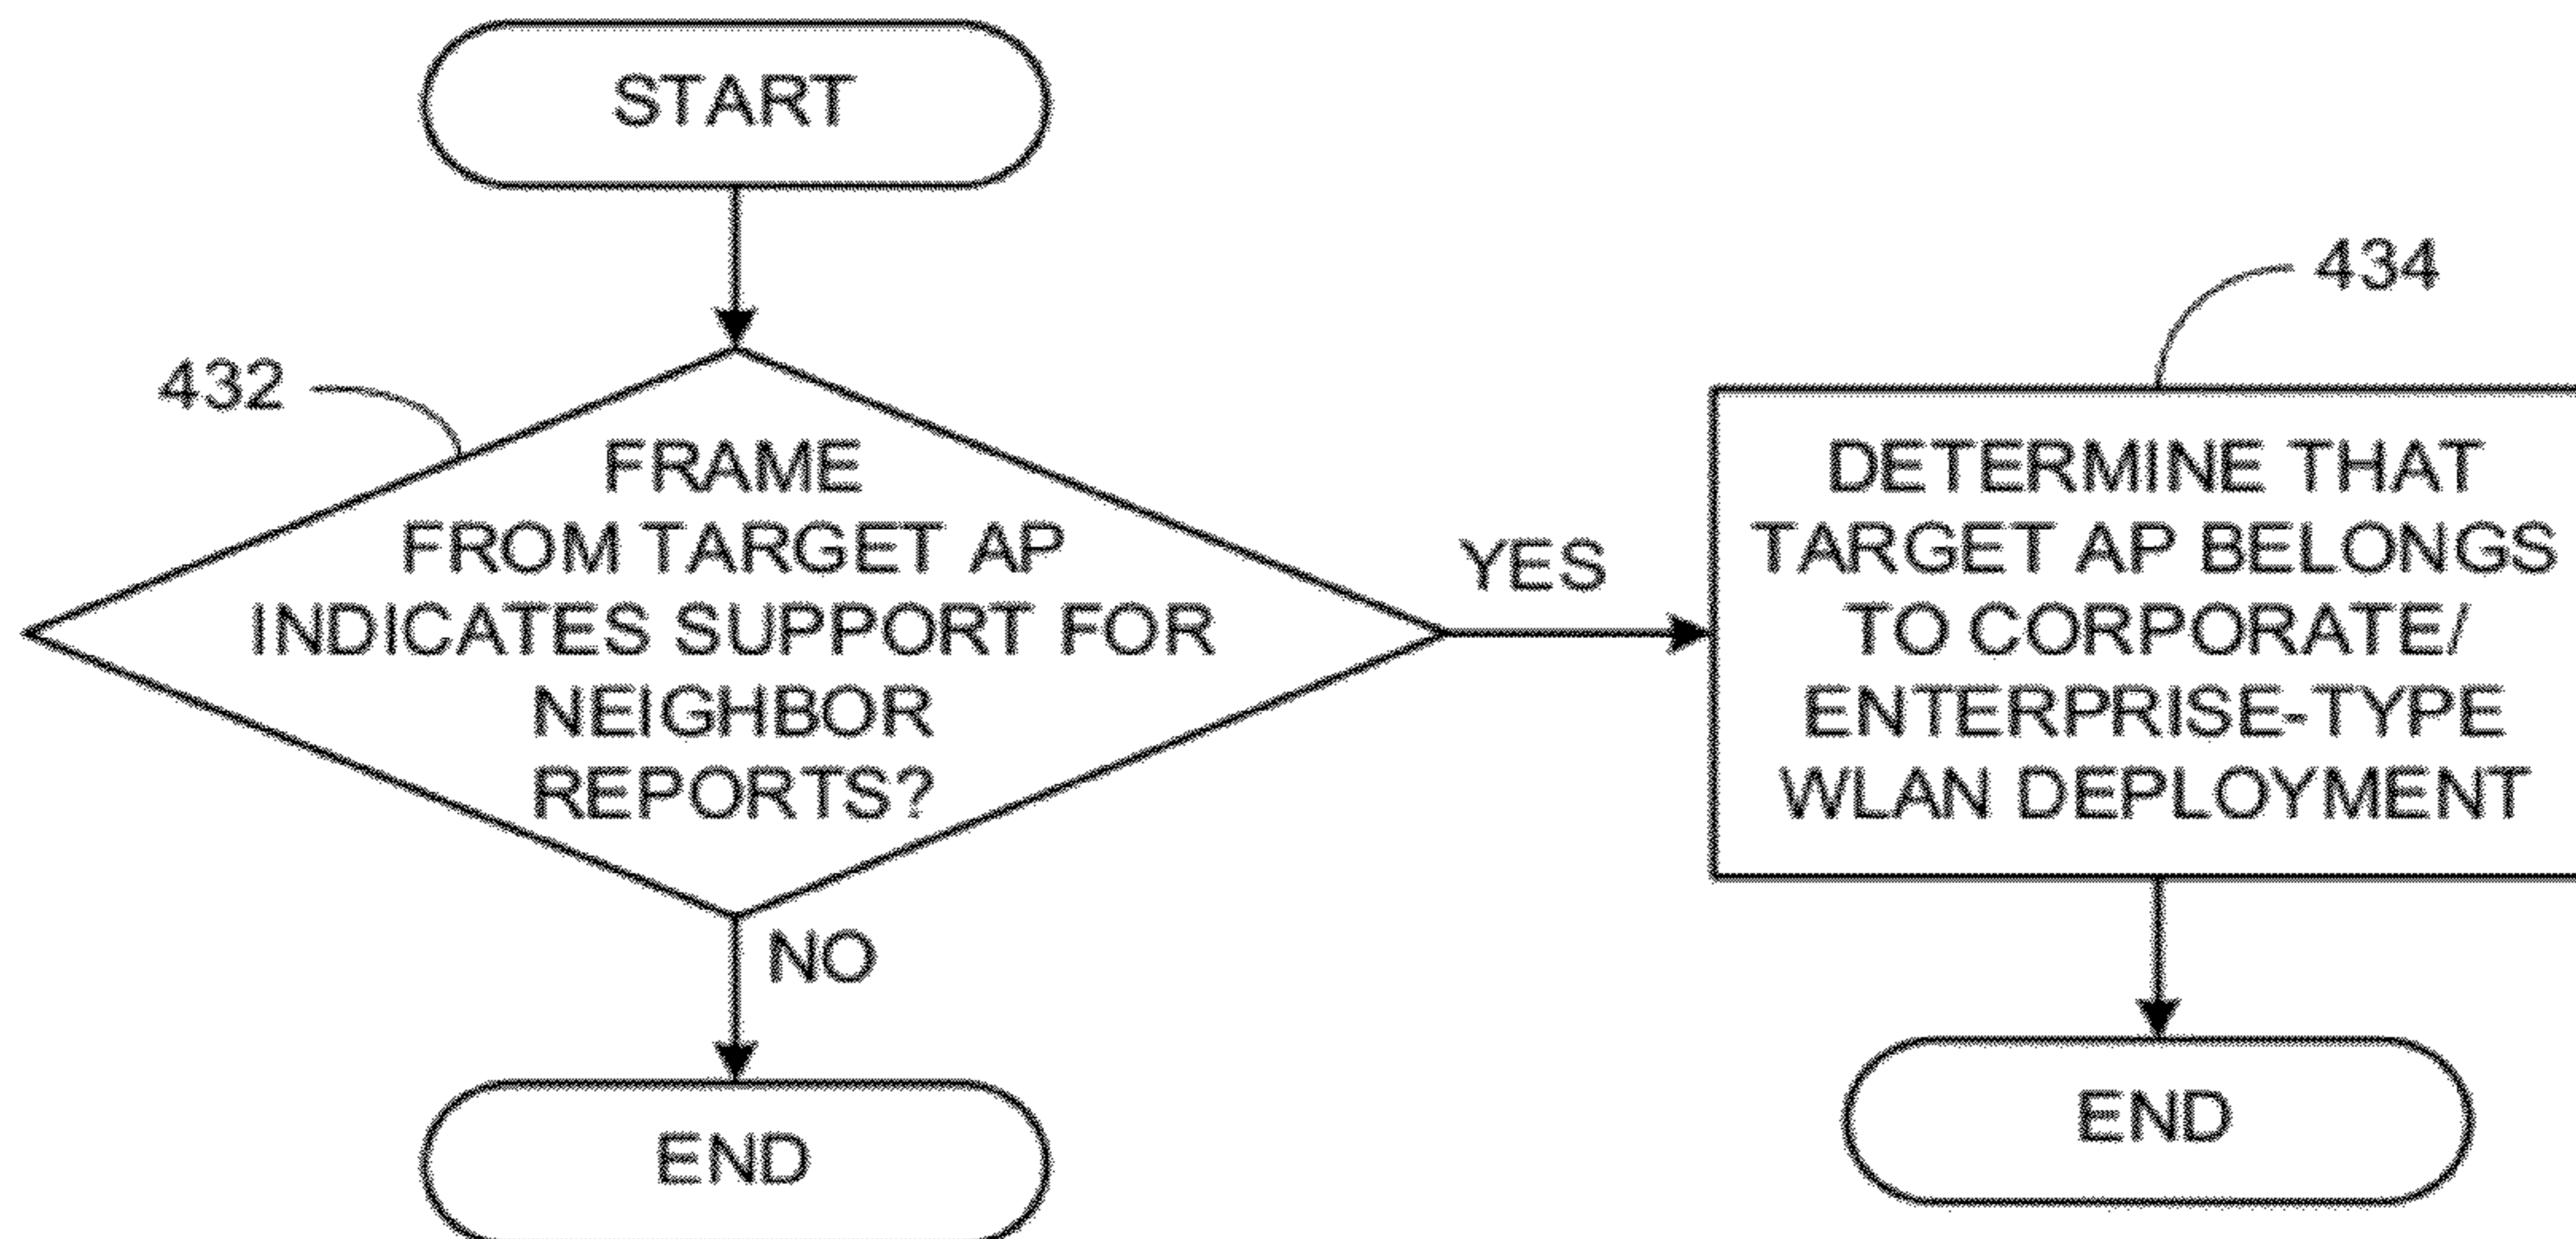 START
432
FRAME
FROM TARGET AP
INDICATES SUPPORT FOR
NEIGHBOR
REPORTS?
YES
434
DETERMINE THAT
TARGET AP BELONGS
TO CORPORATE/
ENTERPRISE-TYPE
WLAN DEPLOYMENT
NO
END
END